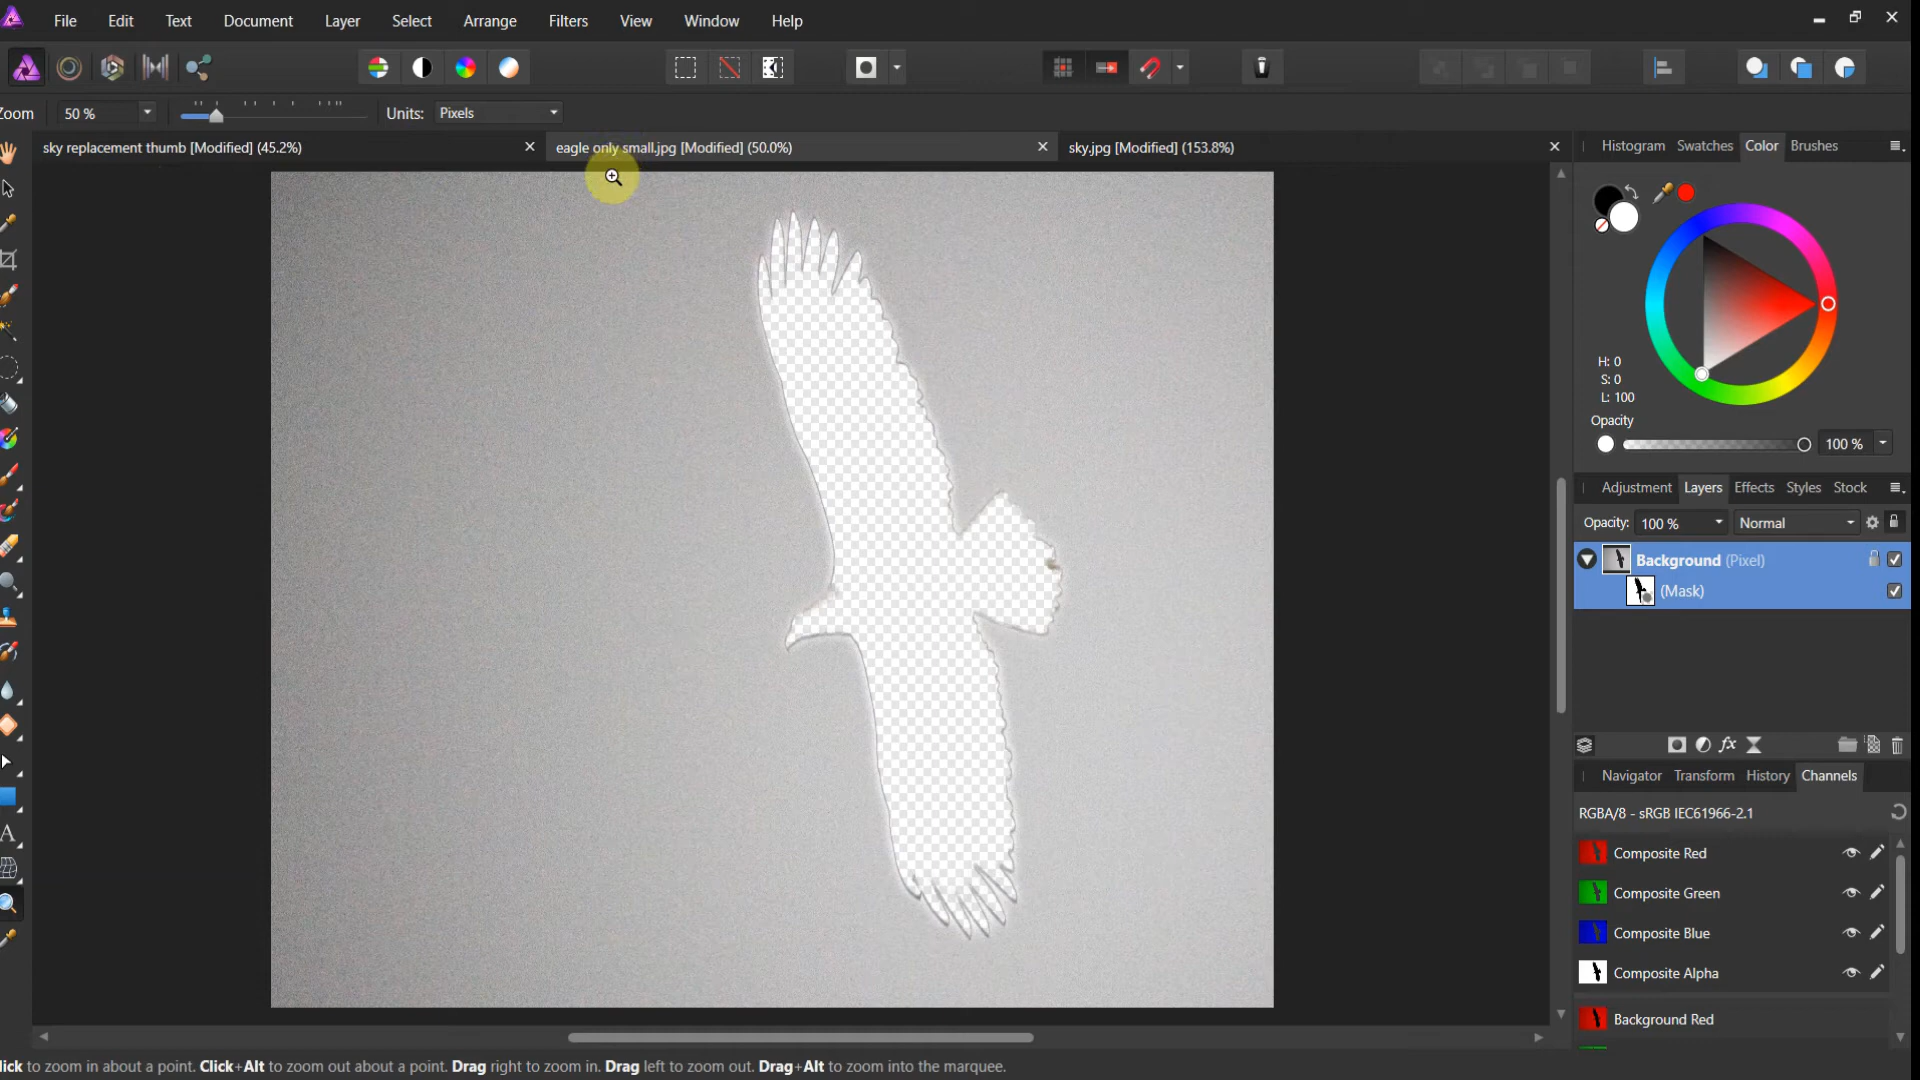 File Edit Text Document Layer Select Arrange Filters View Window Help
Zoom 50 % Units: Pixels
sky replacement thumb [Modified] (45.2%) eagle only small.jpg [Modified] (50.0%) sky.jpg [Modified] (153.8%)
Histogram Swatches Color Brushes
H: 0
S: 0
L: 100
Opacity
100 %
Adjustment Layers Effects Styles Stock
Opacity: 100 % Normal
Background (Pixel)
(Mask)
fx
Navigator Transform History Channels
RGBA/8 - sRGB IEC61966-2.1
Composite Red
Composite Green
Composite Blue
Composite Alpha
Background Red
lick to zoom in about a point. Click+Alt to zoom out about a point. Drag right to zoom in. Drag left to zoom out. Drag+Alt to zoom into the marquee.